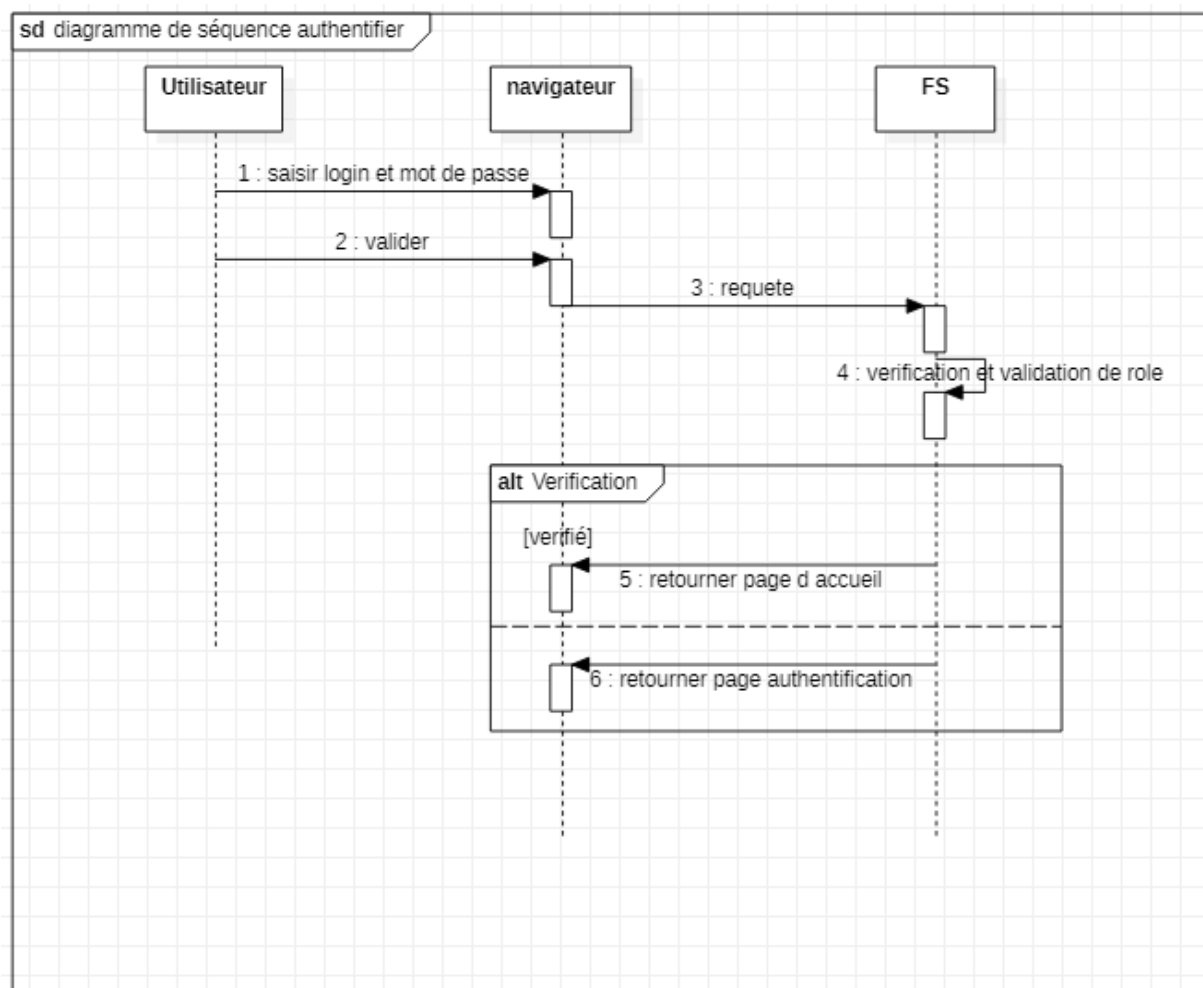 sd diagramme de séquence authentifier
Utilisateur
navigateur
FS
1 : saisir login et mot de passe
2 : valider
3 : requete
4 : verification et validation de role
alt Verification
[verifié]
5 : retourner page d accueil
6 : retourner page authentification